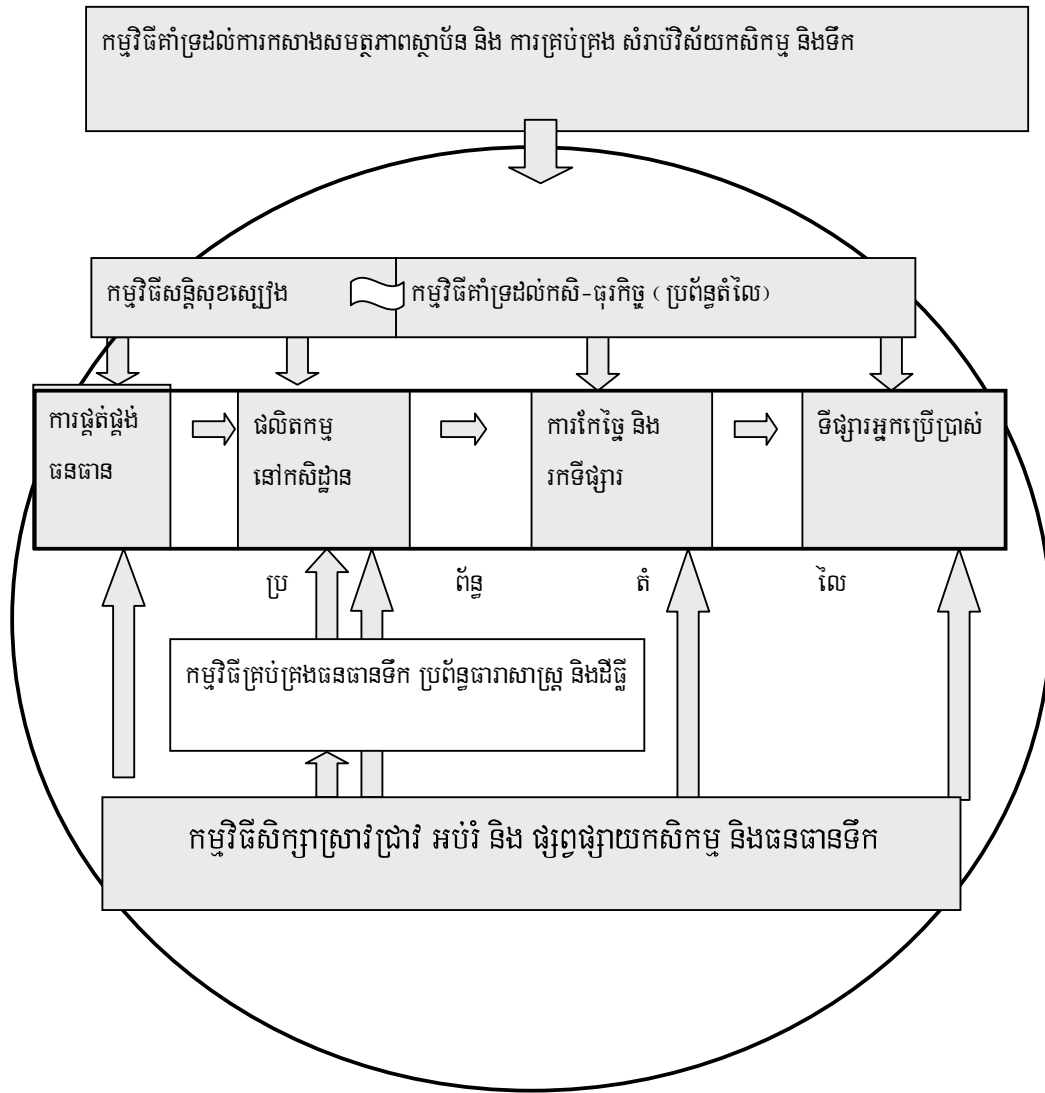 កម្មវិធីគាំទ្រដល់ការកសាងសមត្ថភាពស្ថាប័ន និង ការគ្រប់គ្រង សំរាប់វិស័យកសិកម្ម និងទឹក
កម្មវិធីសន្តិសុខស្បៀង
កម្មវិធីគាំទ្រដល់កសិ-ធុរកិច្ច ( ប្រព័ន្ធតំលៃ)
ការផ្គត់ផ្គង់
ធនធាន
ផលិតកម្ម
នៅកសិដ្ឋាន
ការកែច្នៃ និង
រកទីផ្សារ
ទីផ្សារអ្នកប្រើប្រាស់
ប្រ ព័ន្ធ តំ លៃ
កម្មវិធីគ្រប់គ្រងធនធានទឹក ប្រព័ន្ធធារាសាស្ត្រ និងដីធ្លី
កម្មវិធីសិក្សាស្រាវជ្រាវ អប់រំ និង ផ្សព្វផ្សាយកសិកម្ម និងធនធានទឹក